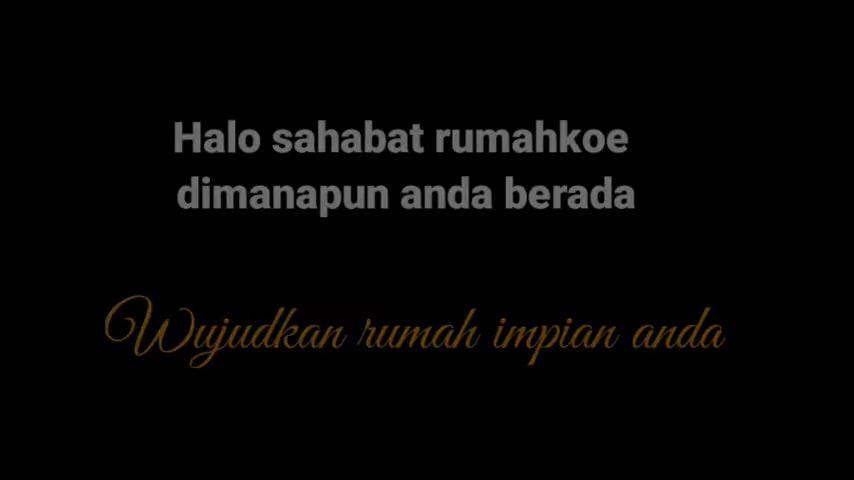 Halo sahabat rumahkoe
dimanapun anda berada
Wujudkan rumah impian anda